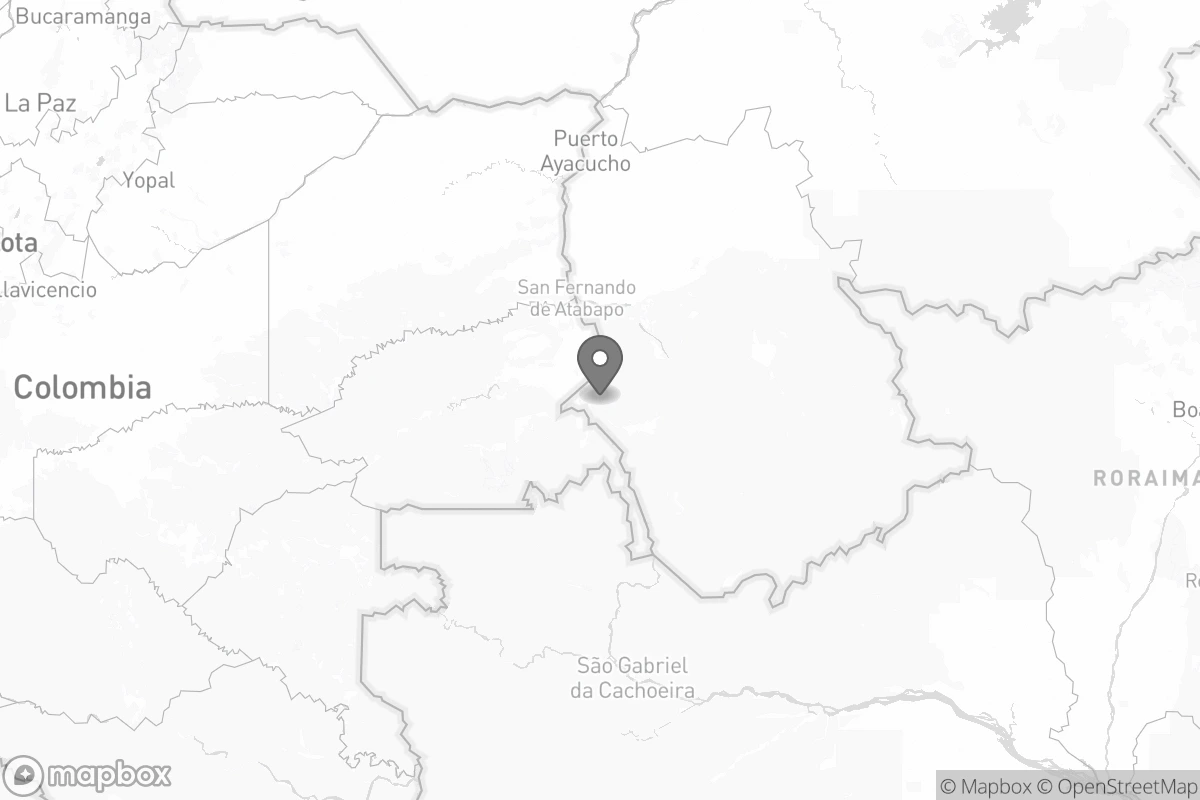 Bucaramanga
La Paz
Puerto
Ayacucho
Yopal
ota
llavicencio
San Fernando
de Atabapo
Colombia
Boa
RORAIMA
Ro
São Gabriel
da Cachoeira
mapbox
© Mapbox © OpenStreetMap